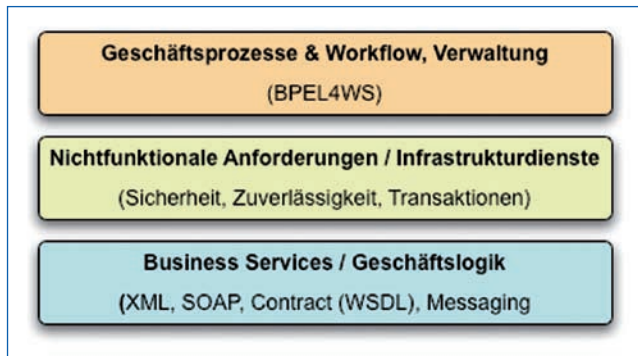 Geschäftsprozesse & Workflow, Verwaltung
(BPEL4WS)
Nichtfunktionale Anforderungen / Infrastrukturdienste
(Sicherheit, Zuverlässigkeit, Transaktionen)
Business Services / Geschäftslogik
(XML, SOAP, Contract (WSDL), Messaging